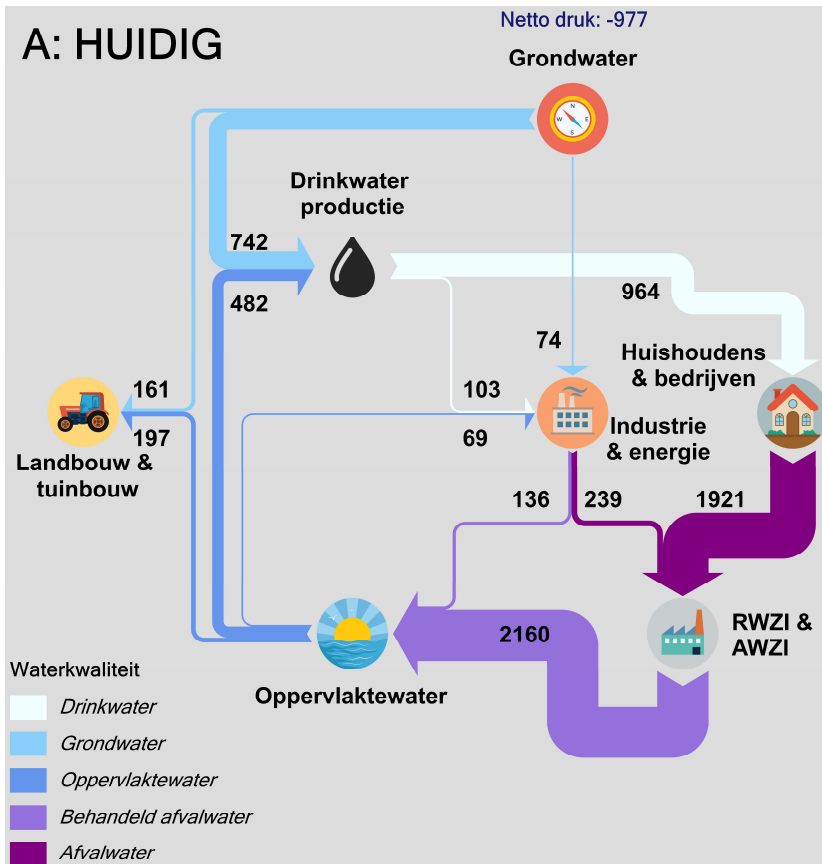 Netto druk: -977
A: HUIDIG
Grondwater
N
W E
S
Drinkwater
productie
742
482
964
74
Huishoudens
& bedrijven
161
197
103
69
Landbouw &
tuinbouw
Industrie
& energie
136
239
1921
2160
RWZI &
AWZI
Oppervlaktewater
Waterkwaliteit
Drinkwater
Grondwater
Oppervlaktewater
Behandeld afvalwater
Afvalwater